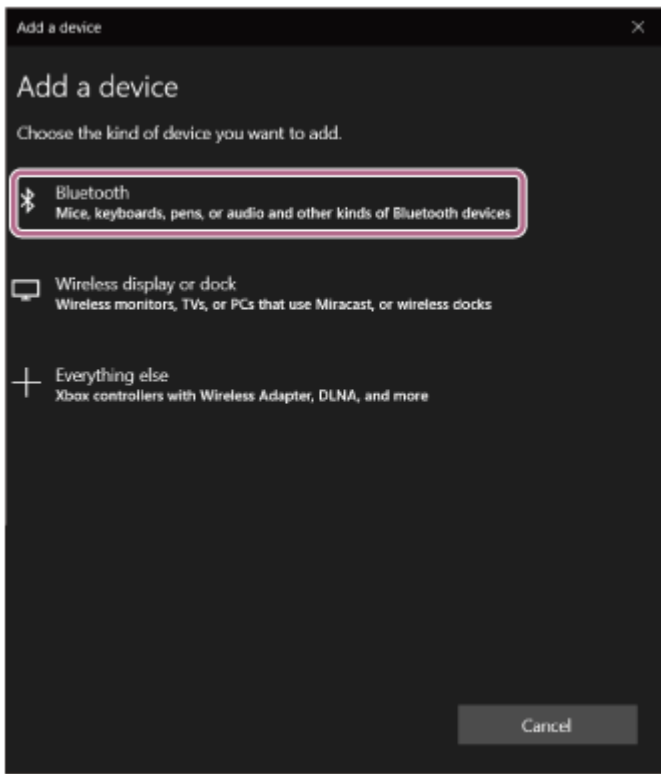 Add a device
Add a device
Choose the kind of device you want to add.
Bluetooth
Mice, keyboards, pens, or audio and other kinds of Bluetooth devices
Wireless display or dock
Wireless monitors, TVs, or PCs that use Miracast, or wireless docks
Everything else
Xbox controllers with Wireless Adapter, DLNA, and more
Cancel